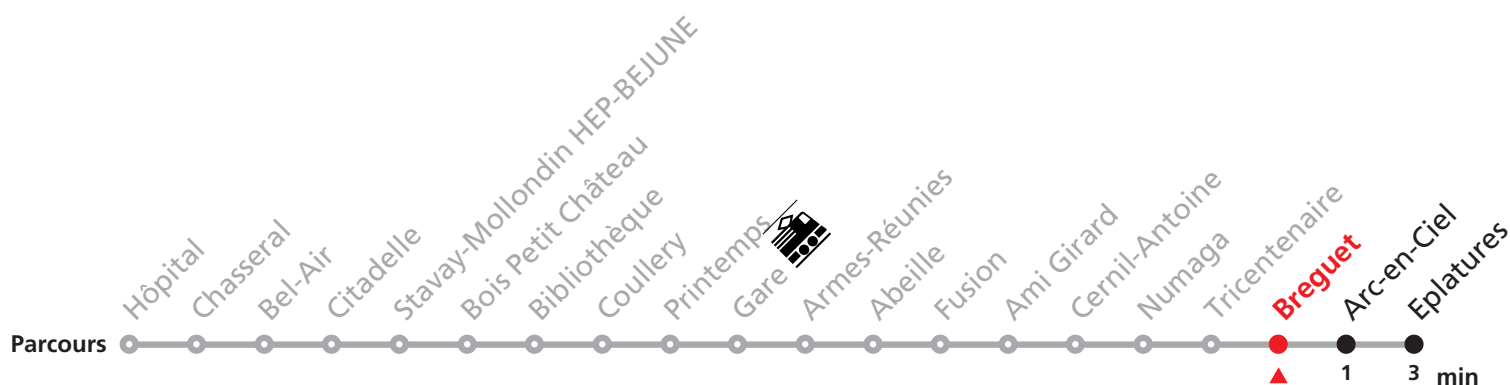 Hôpital
Chasseral
Bel-Air
Citadelle
Stavay-Mollondin HEP-BEJUNE
Bois Petit Château
Bibliothèque
Coullery
Printemps
Gare
Armes-Réunies
Abeille
Fusion
Ami Girard
Cernil-Antoine
Numaga
Tricentenaire
Breguet
Arc-en-Ciel
Eplatures
Parcours
1 3 min